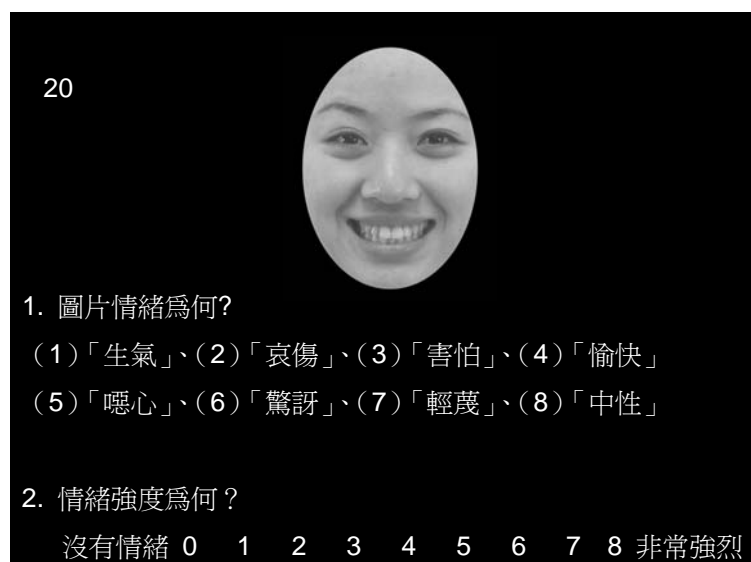 20
1. 圖片情緒爲何?
（1）「生氣」、（2）「哀傷」、（3）「害怕」、（4）「愉快」
（5）「噁心」、（6）「驚訝」、（7）「輕蔑」、（8）「中性」
2. 情緒強度爲何？
沒有情緒 0 1 2 3 4 5 6 7 8 非常強烈